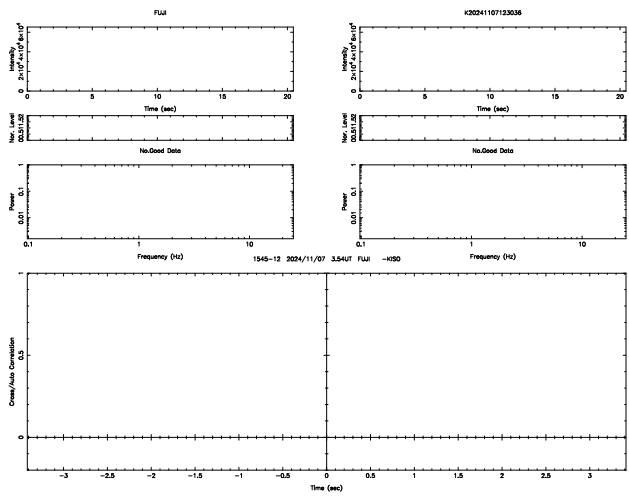 FUJI
K20241107123036
Intensity
0 2×10⁴ 4×10⁴ 6×10⁴
0 5 10 15 20
Time (sec)
Intensity
0 2×10⁴ 4×10⁴ 6×10⁴
0 5 10 15 20
Time (sec)
Nor. Level
0 0.5 1 1.5 2
Nor. Level
0 0.5 1 1.5 2
No.Good Data
No.Good Data
Power
1
0.1
0.01
0.1 1 10
Frequency (Hz)
Power
1
0.1
0.01
0.1 1 10
Frequency (Hz)
1545-12 2024/11/07 3.54UT FUJI -KISO
Cross/Auto Correlation
1
0.5
0
−3 −2.5 −2 −1.5 −1 −0.5 0 0.5 1 1.5 2 2.5 3
Time (sec)